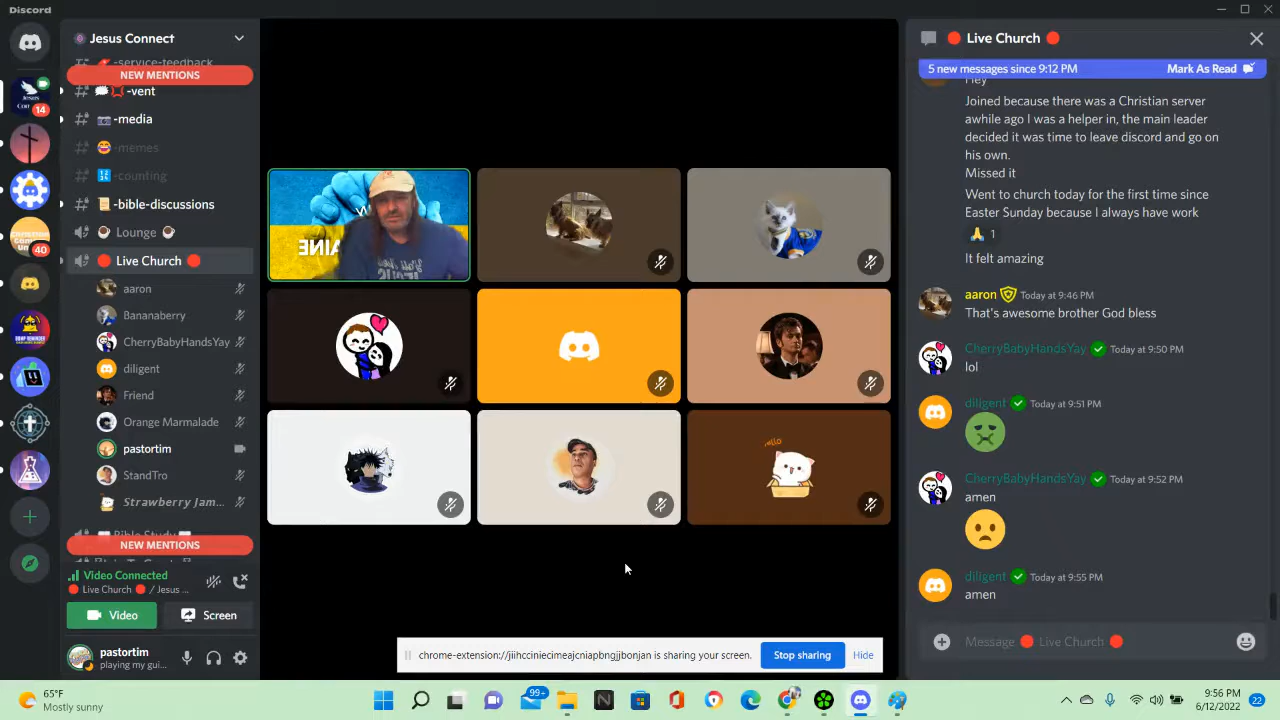 Discord
Jesus Connect
-service-feedback
NEW MENTIONS
-vent
-media
-memes
-counting
-bible-discussions
Lounge
Live Church
aaron
Bananaberry
CherryBabyHandsYay
diligent
Friend
Orange Marmalade
pastortim
StandTro
Strawberry Jam...
Bible Study
NEW MENTIONS
Video Connected
Live Church / Jesus ...
Video
Screen
pastortim
playing my gui...
14
40
hello
chrome-extension://jiihcciniecimeajcniapbngjjbonjan is sharing your screen.
Stop sharing
Hide
Live Church
5 new messages since 9:12 PM
Mark As Read
Hey
Joined because there was a Christian server
awhile ago I was a helper in, the main leader
decided it was time to leave discord and go on
his own.
Missed it
Went to church today for the first time since
Easter Sunday because I always have work
1
It felt amazing
aaron Today at 9:46 PM
That's awesome brother God bless
CherryBabyHandsYay Today at 9:50 PM
lol
diligent Today at 9:51 PM
CherryBabyHandsYay Today at 9:52 PM
amen
diligent Today at 9:55 PM
amen
Message Live Church
65°F
Mostly sunny
99+
9:56 PM
6/12/2022
22